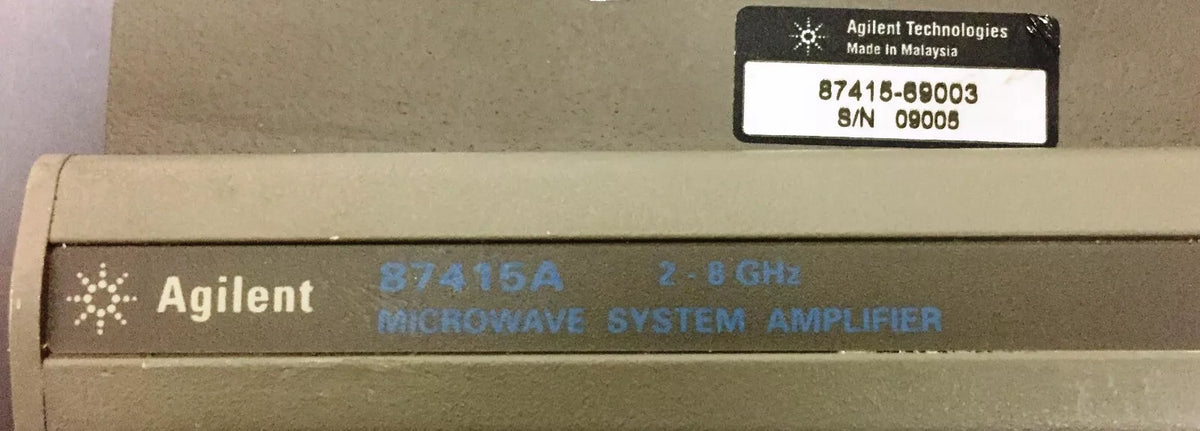 Agilent Technologies
Made in Malaysia
87415-69003
S/N 09005
Agilent
87415A 2 - 8 GHz
MICROWAVE SYSTEM AMPLIFIER